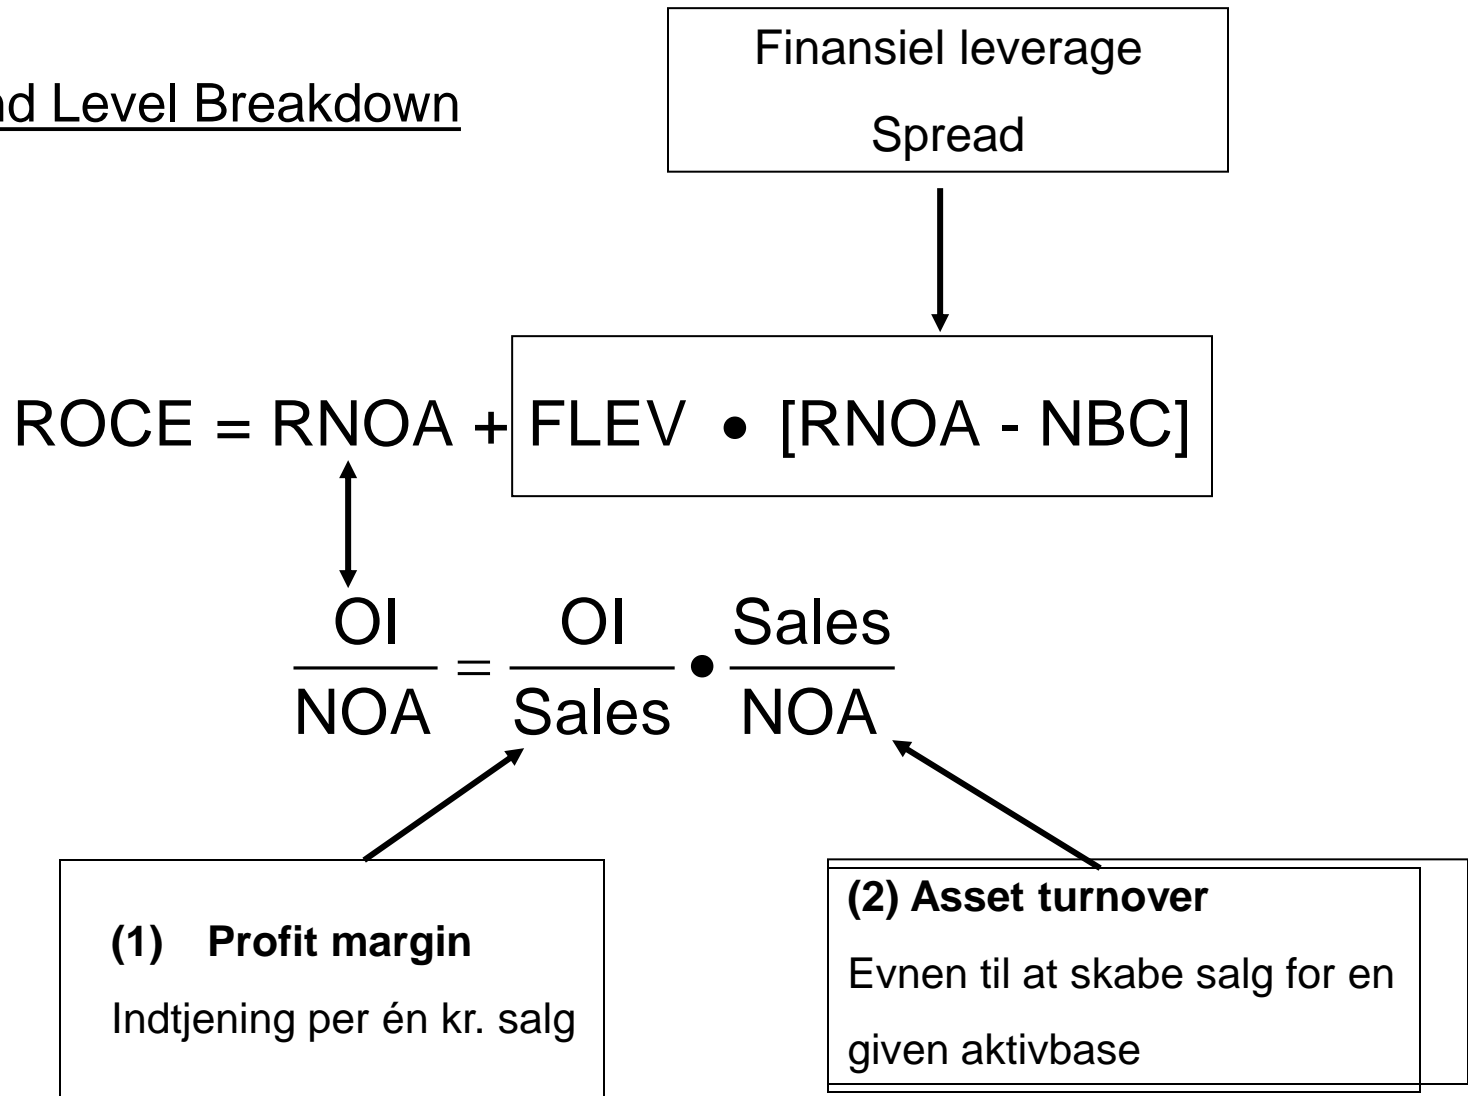 Finansiel leverage
Spread
nd Level Breakdown
ROCE = RNOA + FLEV • [RNOA - NBC]
OI OI Sales
= •
NOA Sales NOA
(1) Profit margin
Indtjening per én kr. salg
(2) Asset turnover
Evnen til at skabe salg for en
given aktivbase